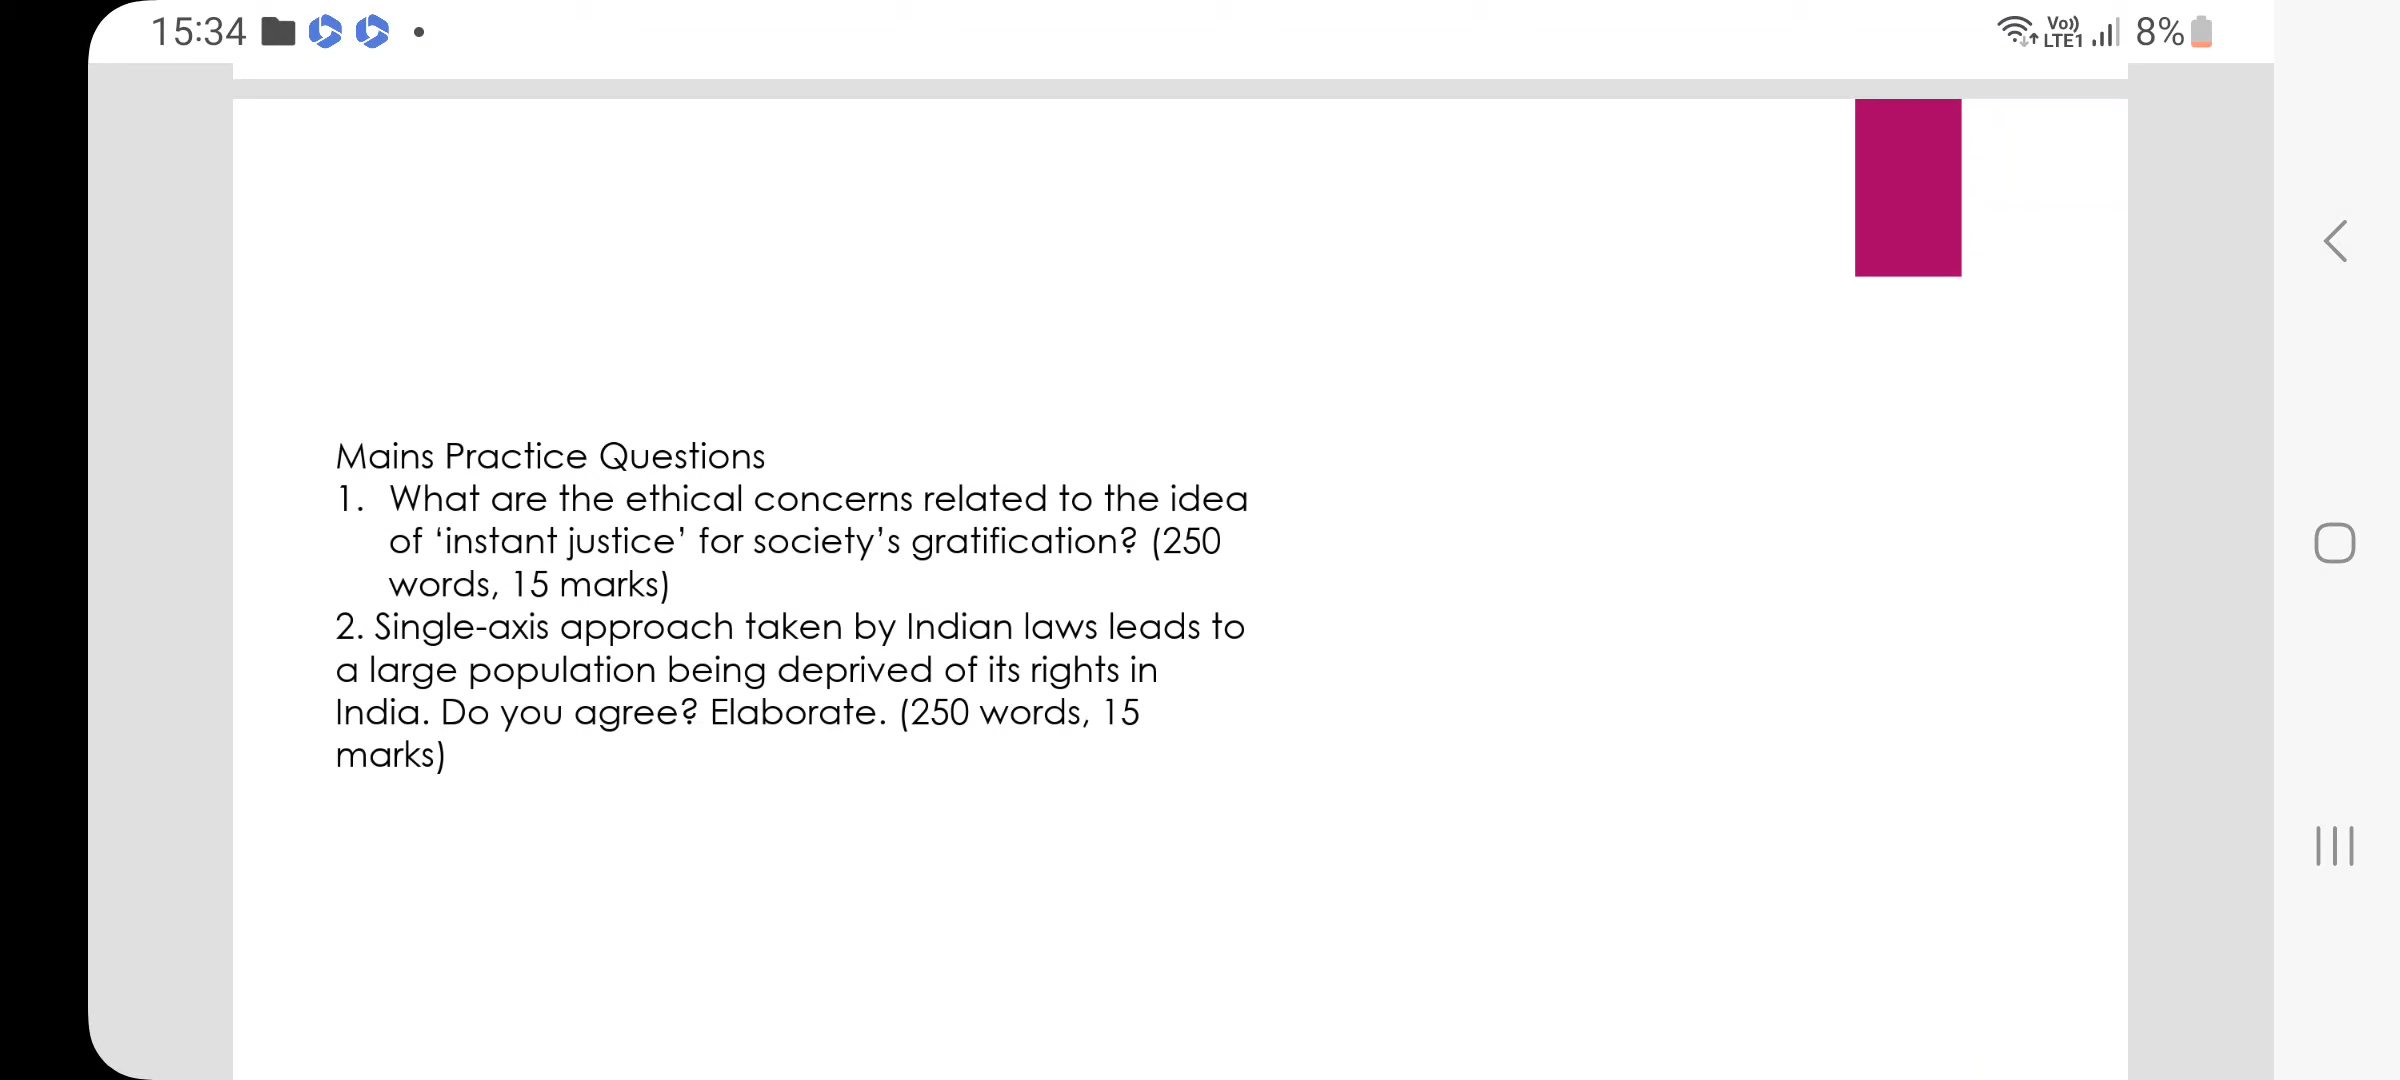 15:34
Vo)) LTE1 8%
Mains Practice Questions
1. What are the ethical concerns related to the idea
of ‘instant justice’ for society’s gratification? (250
words, 15 marks)
2. Single-axis approach taken by Indian laws leads to
a large population being deprived of its rights in
India. Do you agree? Elaborate. (250 words, 15
marks)